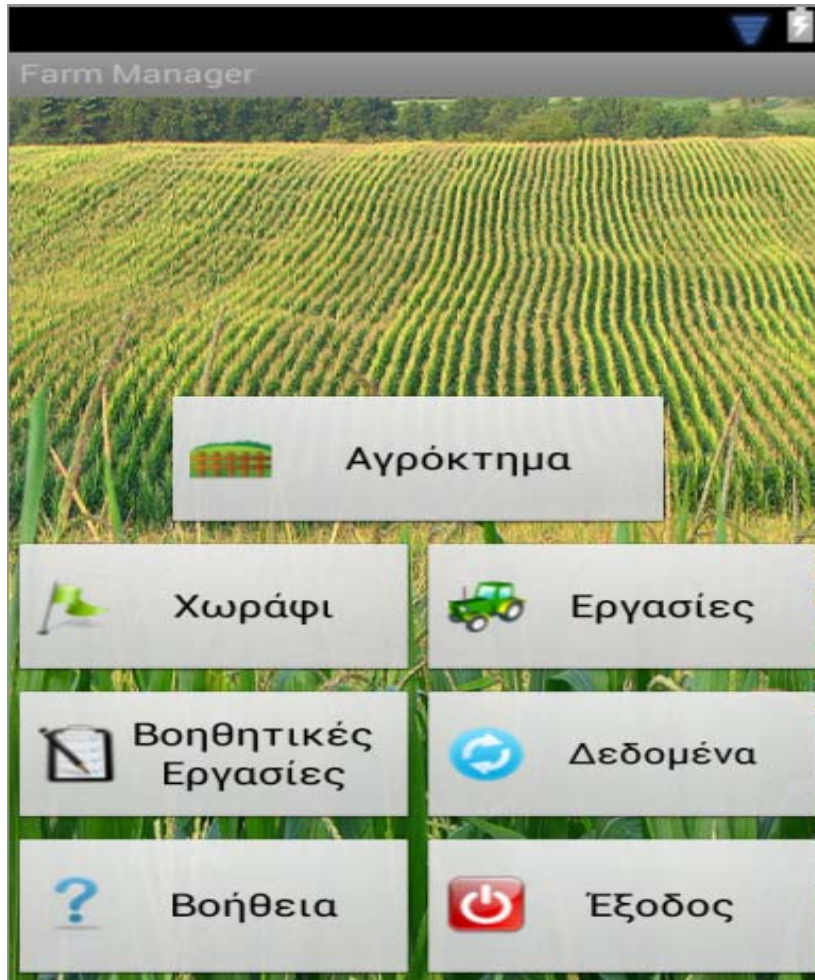 Farm Manager
Αγρόκτημα
Χωράφι
Εργασίες
Βοηθητικές
Εργασίες
Δεδομένα
Βοήθεια
Έξοδος